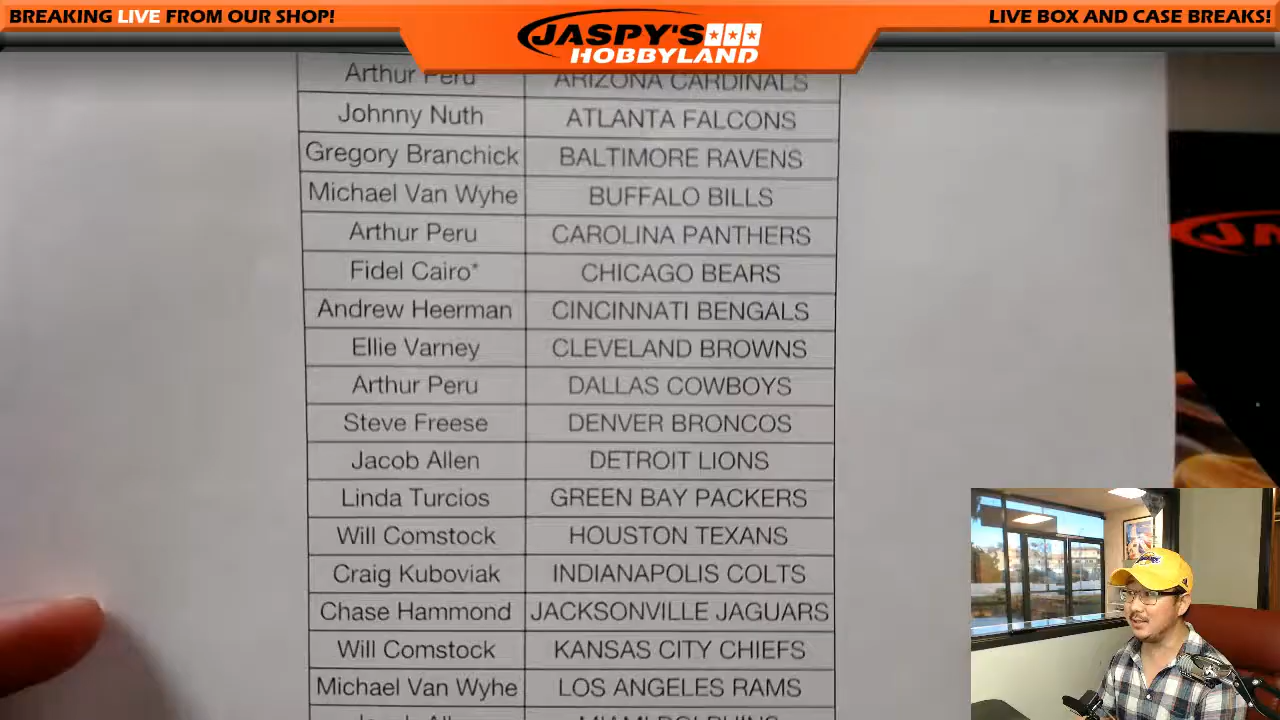 BREAKING LIVE FROM OUR SHOP!
JASPY'S
HOBBYLAND
LIVE BOX AND CASE BREAKS!
Arthur Peru ARIZONA CARDINALS
Johnny Nuth ATLANTA FALCONS
Gregory Branchick BALTIMORE RAVENS
Michael Van Wyhe BUFFALO BILLS
Arthur Peru CAROLINA PANTHERS
Fidel Cairo* CHICAGO BEARS
Andrew Heerman CINCINNATI BENGALS
Ellie Varney CLEVELAND BROWNS
Arthur Peru DALLAS COWBOYS
Steve Freese DENVER BRONCOS
Jacob Allen DETROIT LIONS
Linda Turcios GREEN BAY PACKERS
Will Comstock HOUSTON TEXANS
Craig Kuboviak INDIANAPOLIS COLTS
Chase Hammond JACKSONVILLE JAGUARS
Will Comstock KANSAS CITY CHIEFS
Michael Van Wyhe LOS ANGELES RAMS
MIAMI DOLPHINS